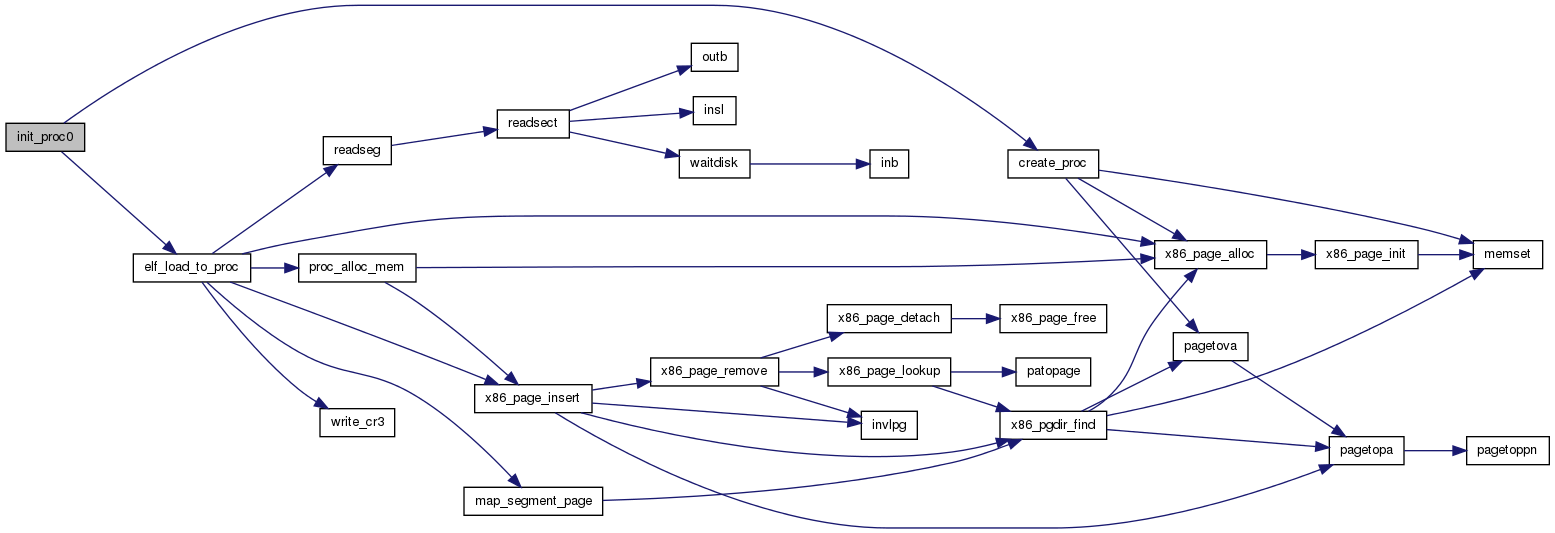 init_proc0
elf_load_to_proc
readseg
proc_alloc_mem
write_cr3
readsect
x86_page_insert
map_segment_page
outb
insl
waitdisk
inb
x86_page_remove
x86_page_detach
x86_page_lookup
invlpg
x86_page_free
patopage
x86_pgdir_find
create_proc
x86_page_alloc
pagetova
x86_page_init
pagetopa
memset
pagetoppn